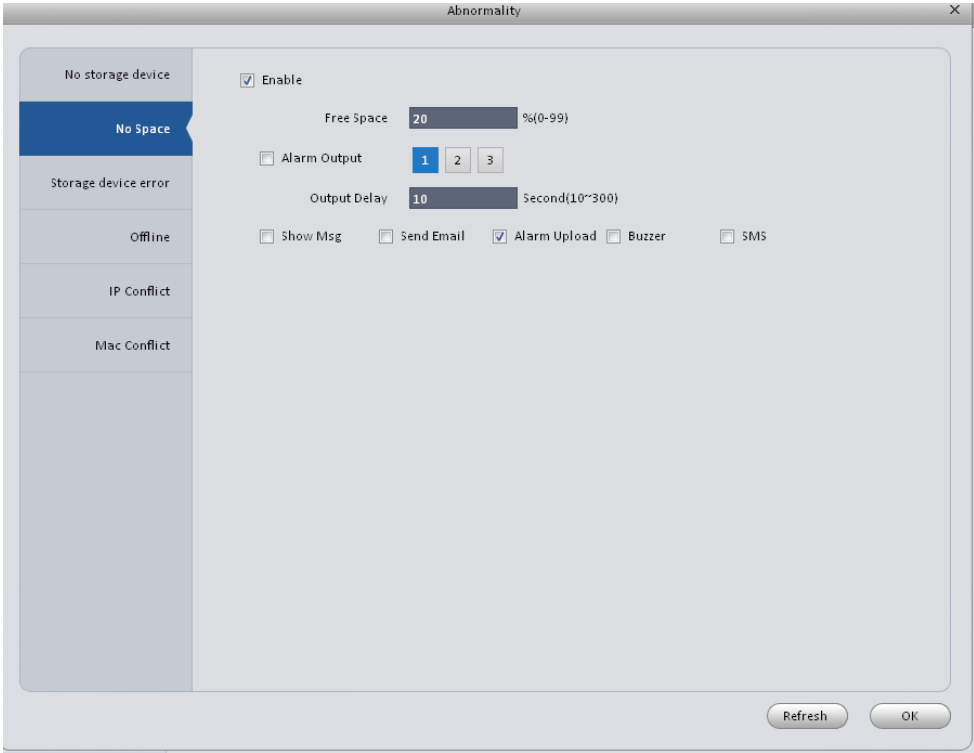 Abnormality
No storage device
No Space
Storage device error
Offline
IP Conflict
Mac Conflict
Enable
Free Space 20 %(0-99)
Alarm Output 1 2 3
Output Delay 10 Second(10~300)
Show Msg Send Email Alarm Upload Buzzer SMS
Refresh OK